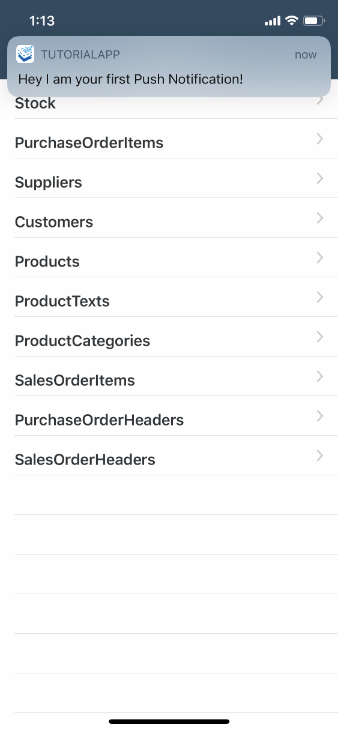 1:13
TUTORIALAPP now
Hey I am your first Push Notification!
Stock
PurchaseOrderItems
Suppliers
Customers
Products
ProductTexts
ProductCategories
SalesOrderItems
PurchaseOrderHeaders
SalesOrderHeaders